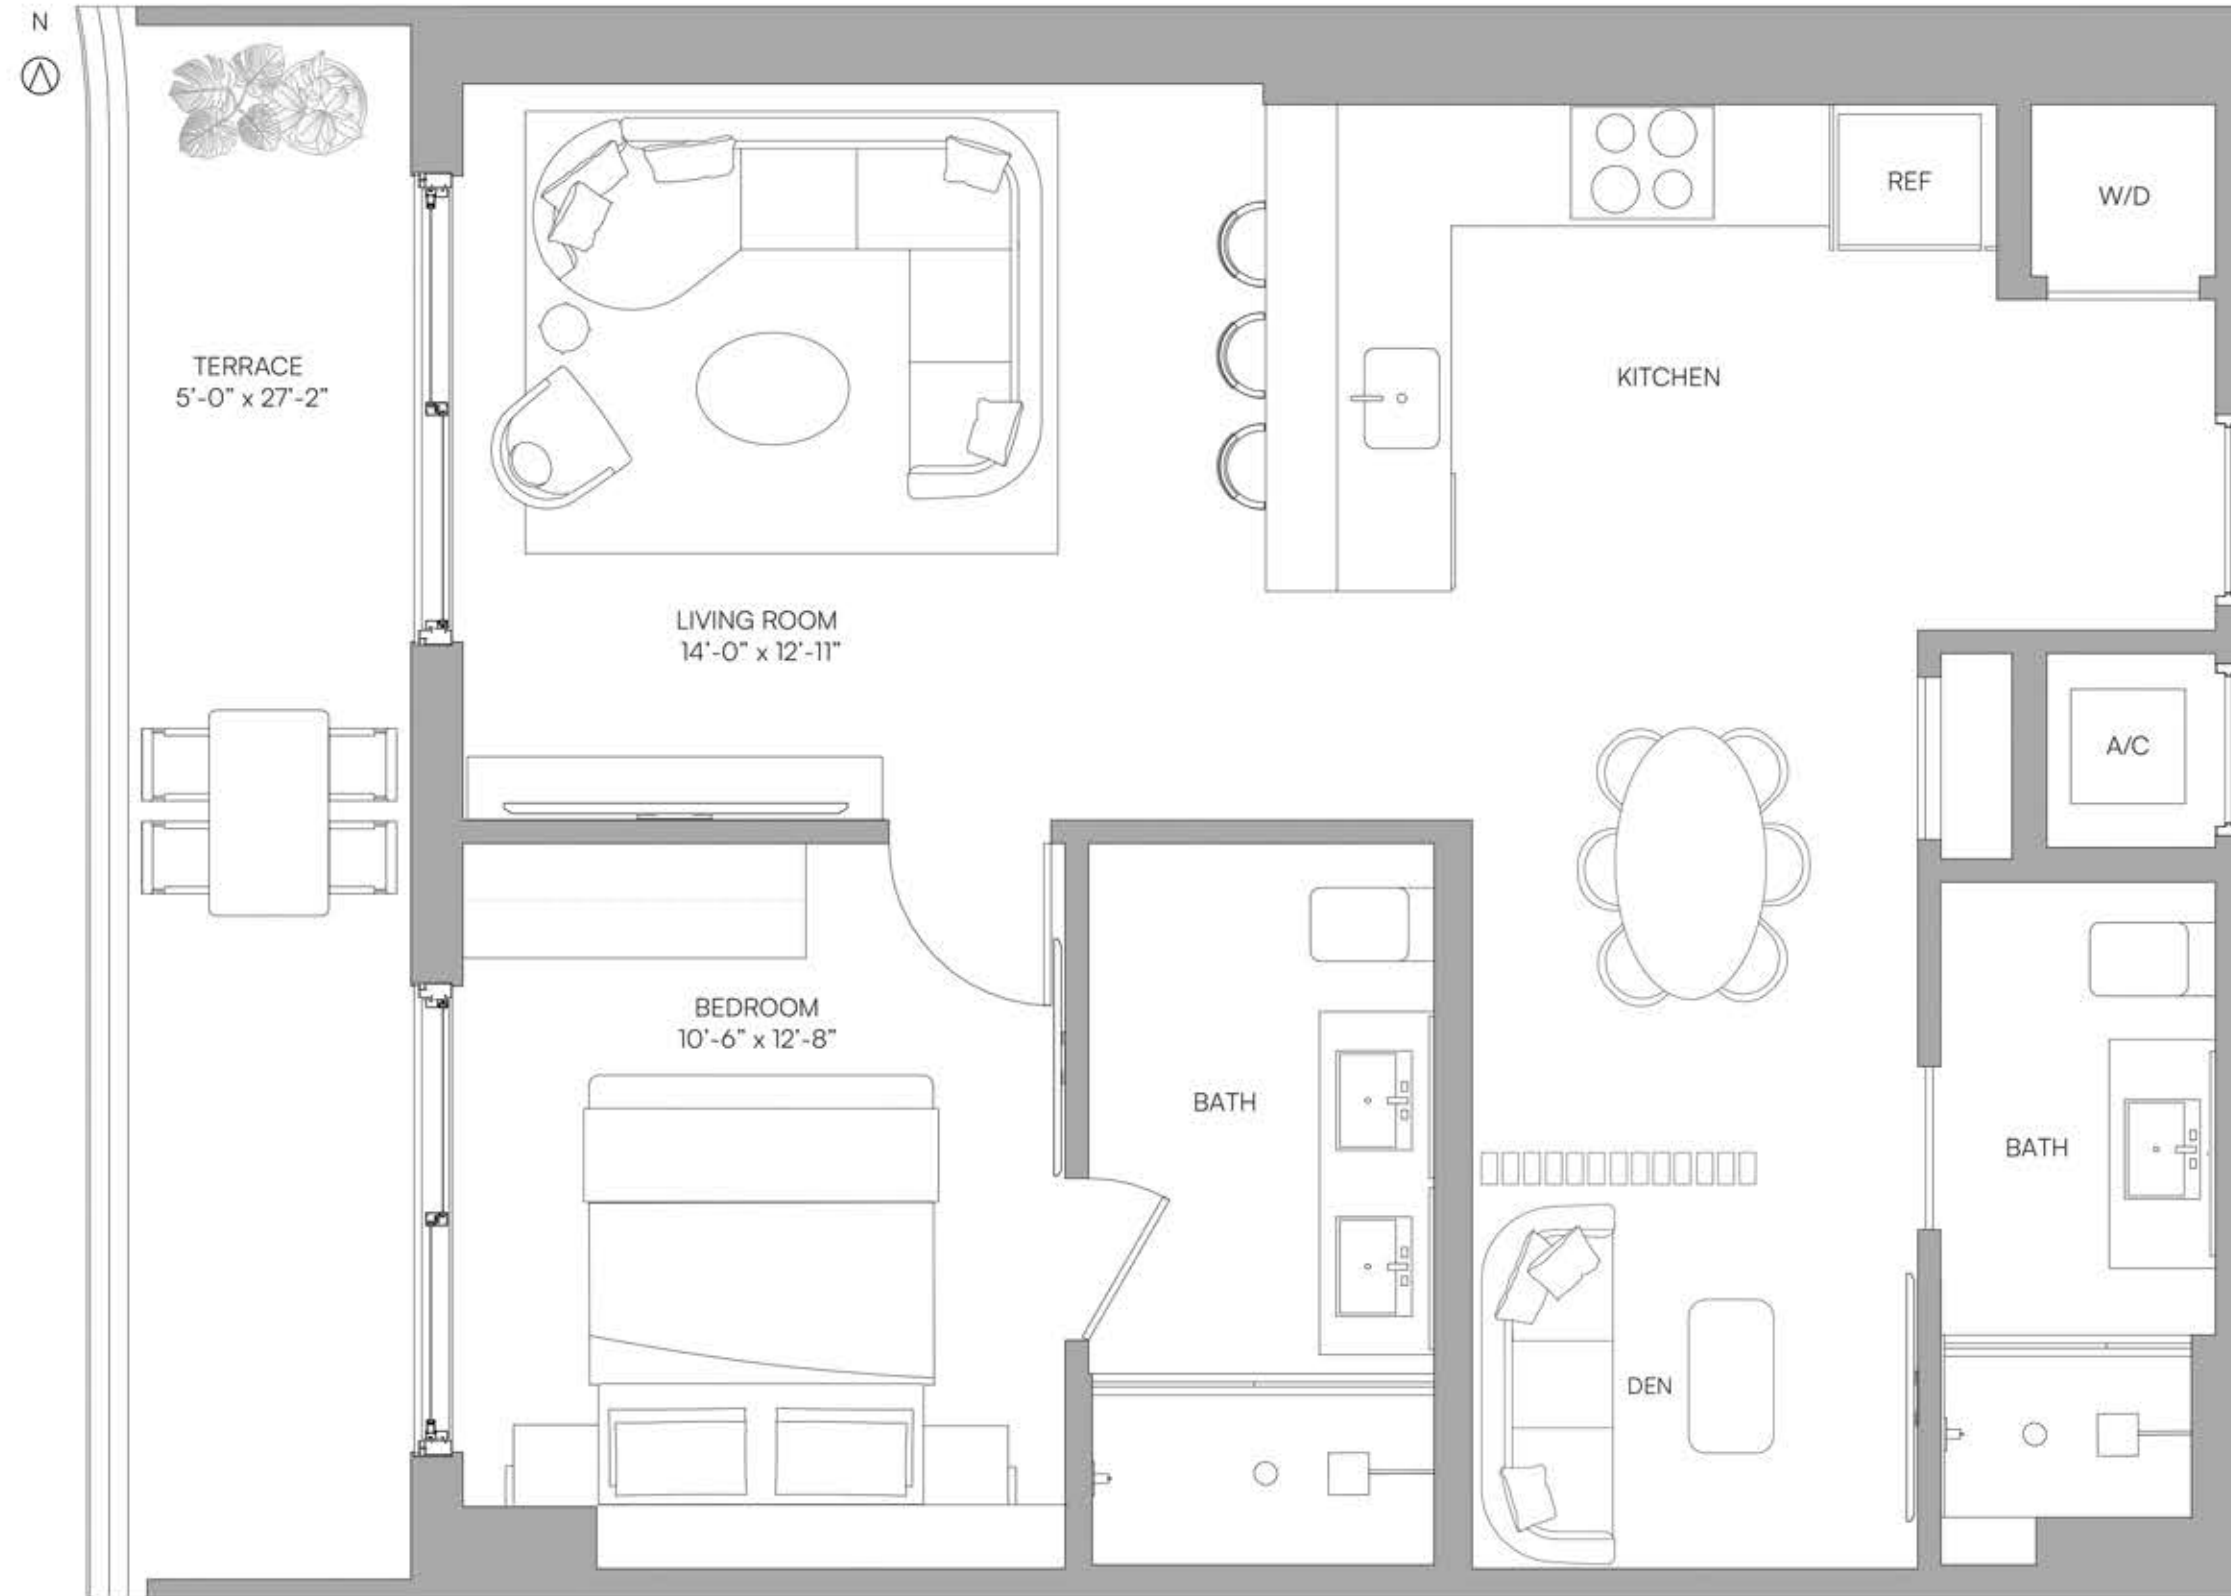 N
REF
W/D
TERRACE
5'-0” x 27'-2”
KITCHEN
LIVING ROOM
14'-0” x 12'-11”
A/C
BEDROOM
10'-6” x 12'-8”
BATH
BATH
DEN